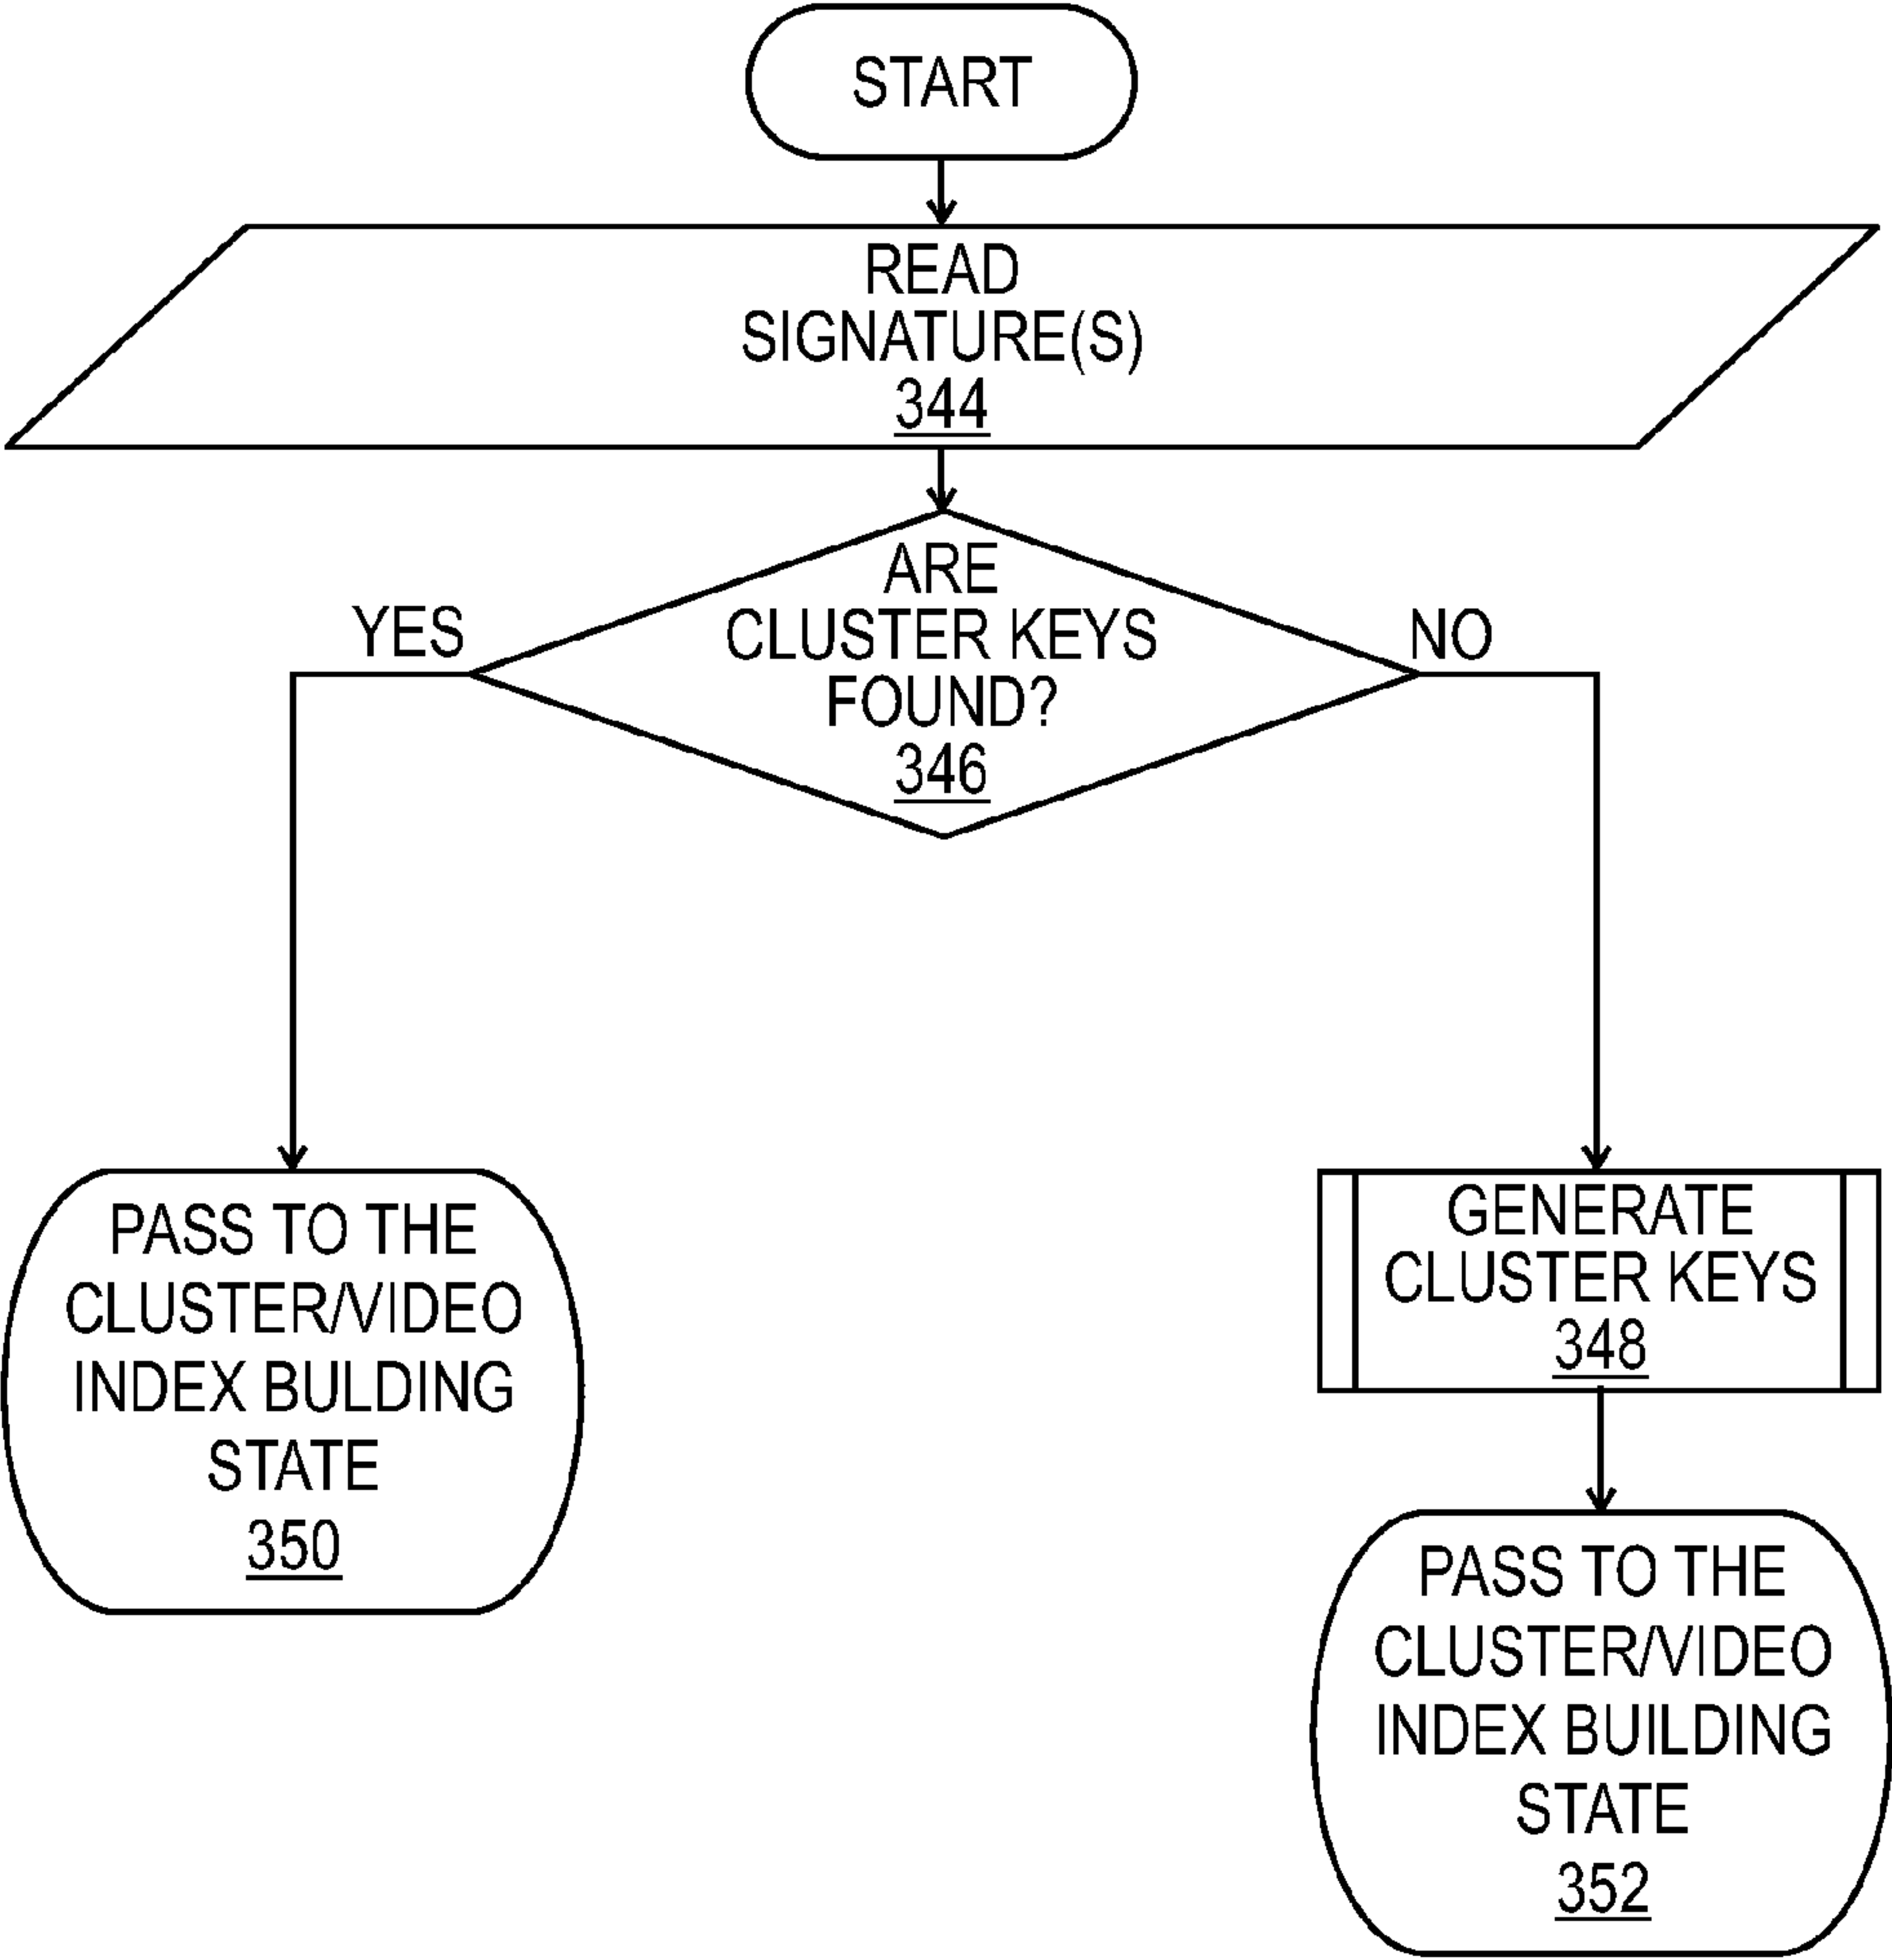 START
READ
SIGNATURE(S)
344
ARE
CLUSTER KEYS
FOUND?
346
YES
NO
PASS TO THE
CLUSTER/VIDEO
INDEX BULDING
STATE
350
GENERATE
CLUSTER KEYS
348
PASS TO THE
CLUSTER/VIDEO
INDEX BUILDING
STATE
352